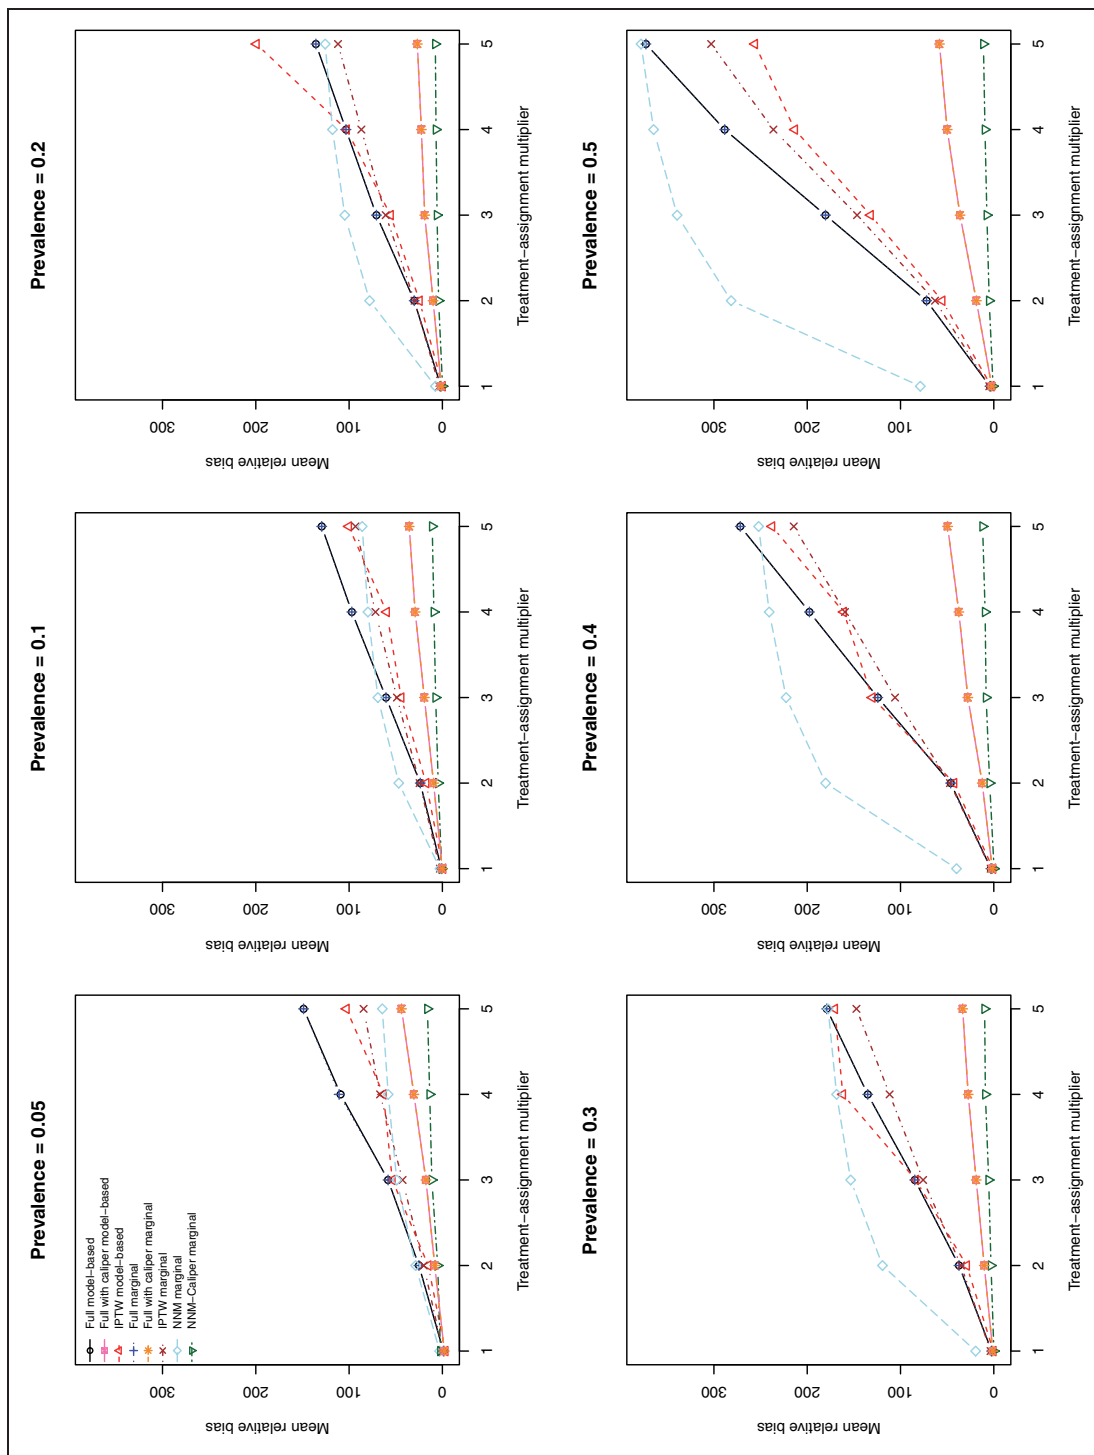 Prevalence = 0.05
Full model−based
Full with caliper model−based
IPTW model−based
Full marginal
Full with caliper marginal
IPTW marginal
NNM marginal
NNM−Caliper marginal
Mean relative bias
300
200
100
0
1 2 3 4 5
Treatment−assignment multiplier
Prevalence = 0.1
Mean relative bias
300
200
100
0
1 2 3 4 5
Treatment−assignment multiplier
Prevalence = 0.2
Mean relative bias
300
200
100
0
1 2 3 4 5
Treatment−assignment multiplier
Prevalence = 0.3
Mean relative bias
300
200
100
0
1 2 3 4 5
Treatment−assignment multiplier
Prevalence = 0.4
Mean relative bias
300
200
100
0
1 2 3 4 5
Treatment−assignment multiplier
Prevalence = 0.5
Mean relative bias
300
200
100
0
1 2 3 4 5
Treatment−assignment multiplier